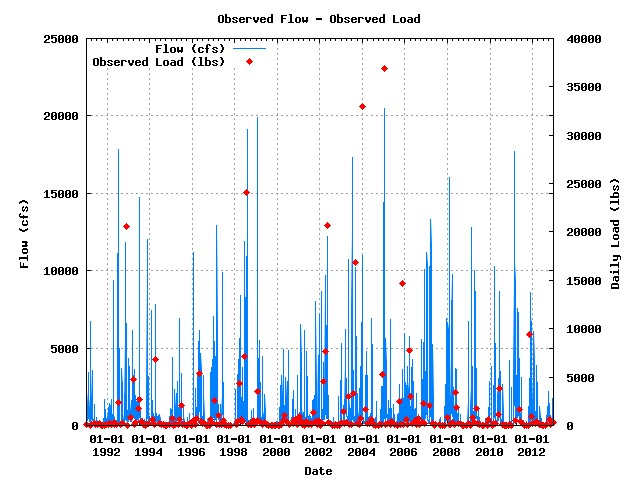 Observed Flow - Observed Load
Flow (cfs)
Observed Load (lbs)
25000
20000
15000
10000
5000
0
Flow (cfs)
40000
35000
30000
25000
20000
15000
10000
5000
0
Daily Load (lbs)
01-01 01-01 01-01 01-01 01-01 01-01 01-01 01-01 01-01 01-01 01-01
1992 1994 1996 1998 2000 2002 2004 2006 2008 2010 2012
Date